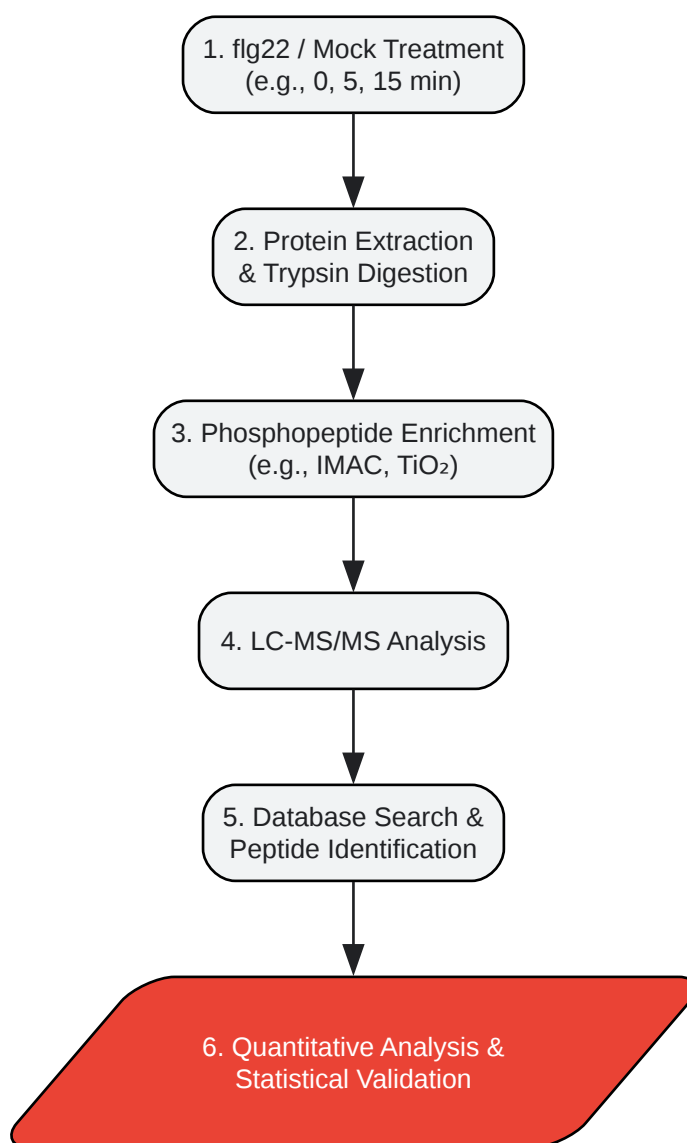 1. flg22 / Mock Treatment
(e.g., 0, 5, 15 min)
2. Protein Extraction
& Trypsin Digestion
3. Phosphopeptide Enrichment
(e.g., IMAC, TiO₂)
4. LC-MS/MS Analysis
5. Database Search &
Peptide Identification
6. Quantitative Analysis &
Statistical Validation